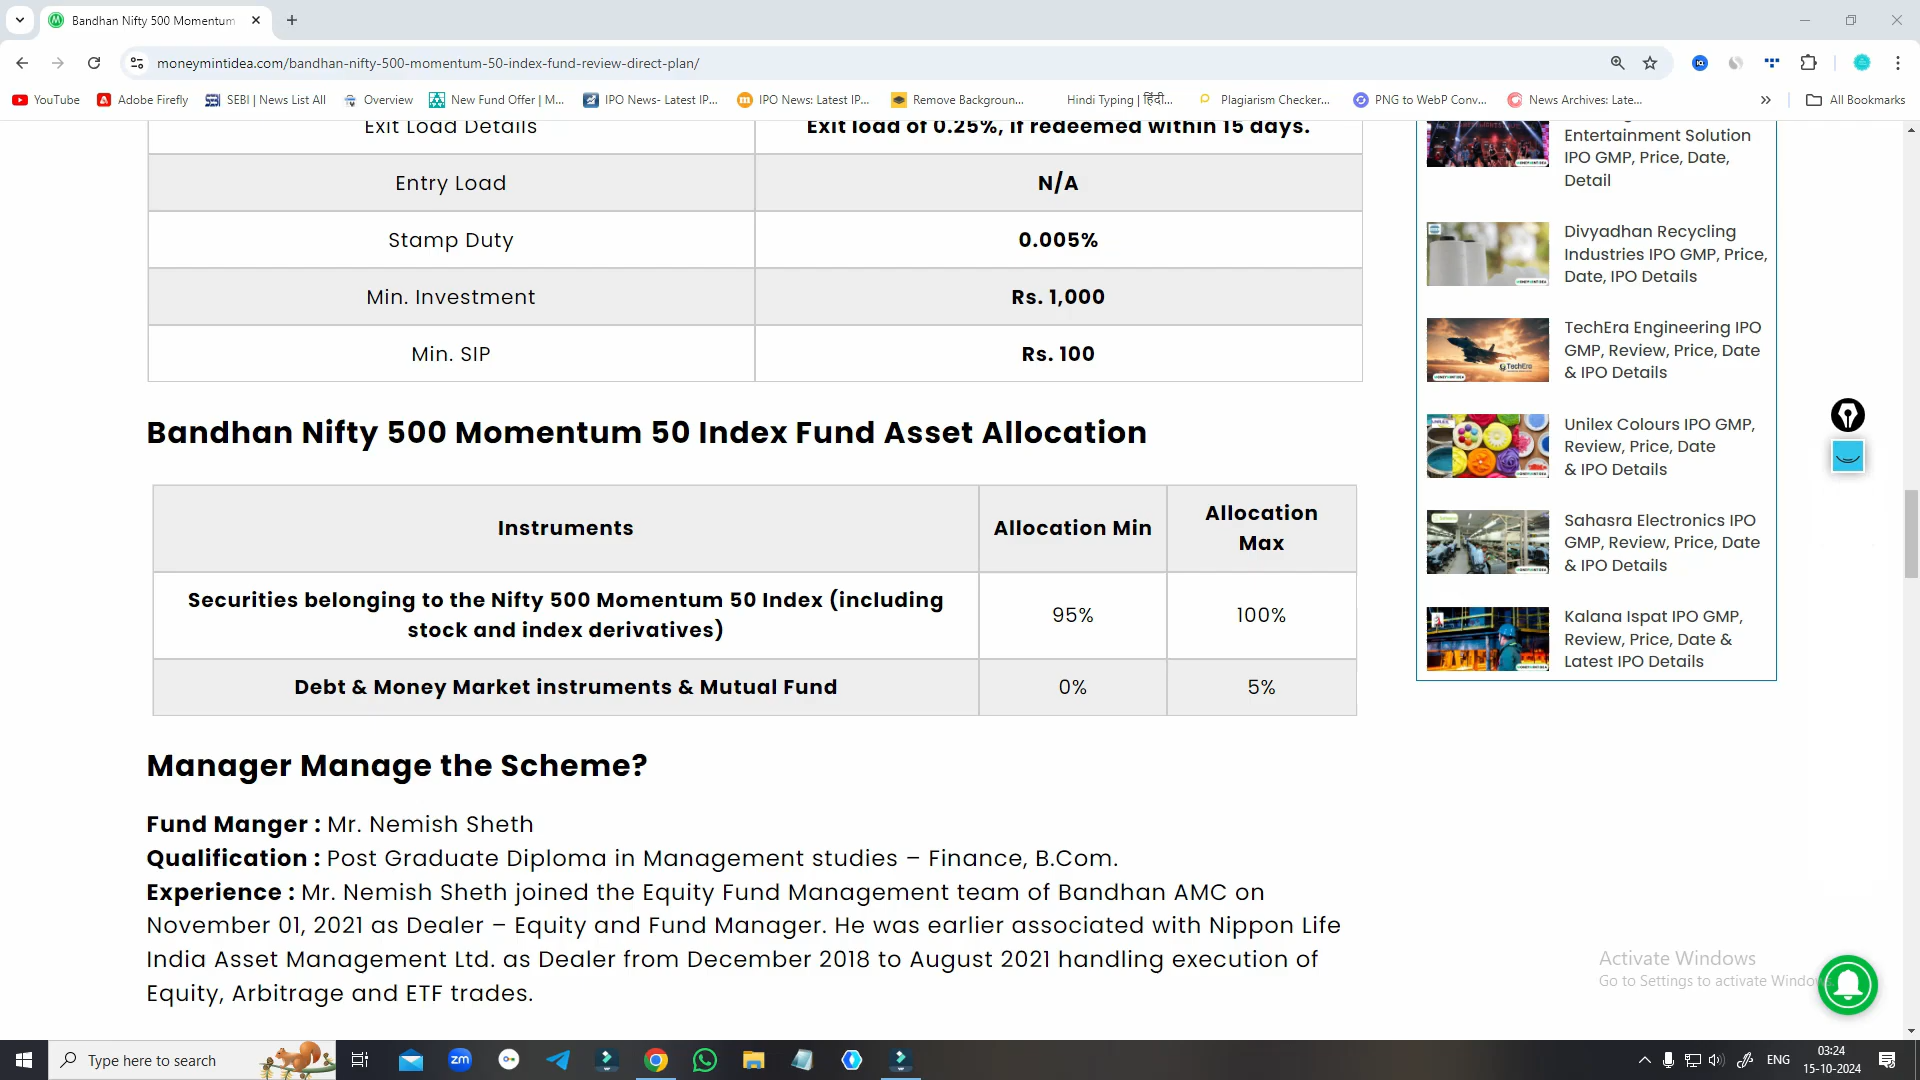 Bandhan Nifty 500 Momentum
moneymintidea.com/bandhan-nifty-500-momentum-50-index-fund-review-direct-plan/
YouTube
Adobe Firefly
SEBI | News List All
Overview
New Fund Offer | M...
IPO News- Latest IP...
IPO News: Latest IP...
Remove Backgroun...
Hindi Typing | हिंदी...
Plagiarism Checker...
PNG to WebP Conv...
News Archives: Late...
All Bookmarks
Exit Load Details
Exit load of 0.25%, if redeemed within 15 days.
Entry Load
N/A
Stamp Duty
0.005%
Min. Investment
Rs. 1,000
Min. SIP
Rs. 100
Bandhan Nifty 500 Momentum 50 Index Fund Asset Allocation
Instruments
Allocation Min
Allocation
Max
Securities belonging to the Nifty 500 Momentum 50 Index (including
stock and index derivatives)
95%
100%
Debt & Money Market instruments & Mutual Fund
0%
5%
Manager Manage the Scheme?
Fund Manger : Mr. Nemish Sheth
Qualification : Post Graduate Diploma in Management studies – Finance, B.Com.
Experience : Mr. Nemish Sheth joined the Equity Fund Management team of Bandhan AMC on
November 01, 2021 as Dealer – Equity and Fund Manager. He was earlier associated with Nippon Life
India Asset Management Ltd. as Dealer from December 2018 to August 2021 handling execution of
Equity, Arbitrage and ETF trades.
Entertainment Solution
IPO GMP, Price, Date,
Detail
Divyadhan Recycling
Industries IPO GMP, Price,
Date, IPO Details
TechEra Engineering IPO
GMP, Review, Price, Date
& IPO Details
TechEra
Unilex Colours IPO GMP,
Review, Price, Date
& IPO Details
Sahasra Electronics IPO
GMP, Review, Price, Date
& IPO Details
Kalana Ispat IPO GMP,
Review, Price, Date &
Latest IPO Details
Activate Windows
Go to Settings to activate Windows
Type here to search
zm
ENG
03:24
15-10-2024